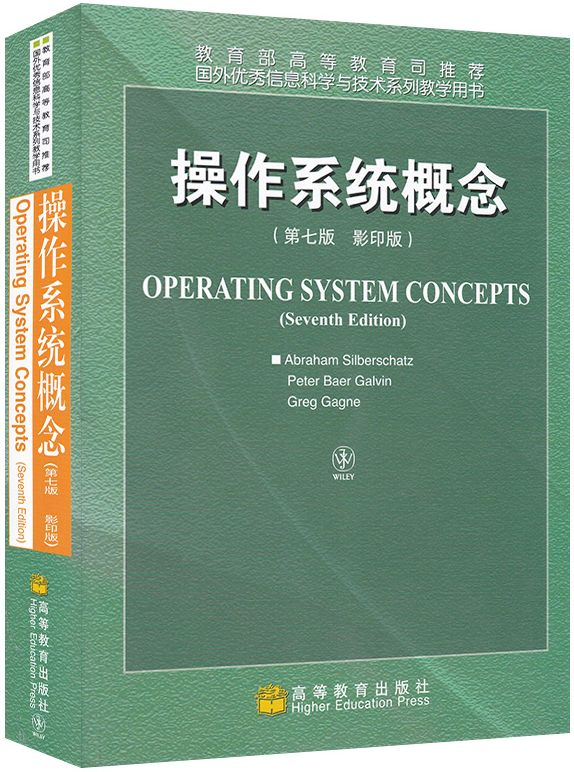 教育部高等教育司推荐
国外优秀信息科学与技术系列教学用书
操作系统概念
（第七版 影印版）
OPERATING SYSTEM CONCEPTS
(Seventh Edition)
Abraham Silberschatz
Peter Baer Galvin
Greg Gagne
WILEY
高等教育出版社
Higher Education Press
教育部高等教育司推荐
国外优秀信息科学与技术系列教学用书
操作系统概念
（第七版 影印版）
Operating System Concepts
(Seventh Edition)
高等教育出版社
Higher Education Press
WILEY